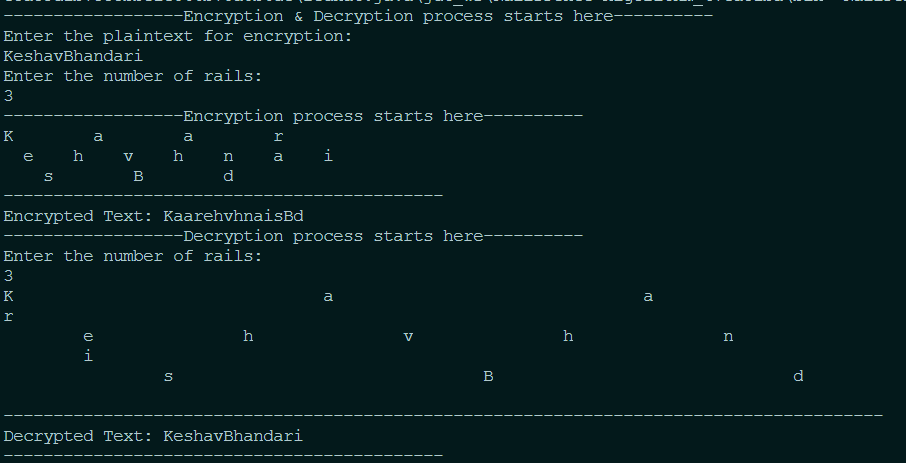 ------------------Encryption & Decryption process starts here----------
Enter the plaintext for encryption:
KeshavBhandari
Enter the number of rails:
3
------------------Encryption process starts here----------
K        a        a        r
  e    h    v    h    n    a    i
    s        B        d
--------------------------------------------
Encrypted Text: KaarehvhnaisBd
------------------Decryption process starts here----------
Enter the number of rails:
3
K                               a                               a
r
        e               h               v               h               n
        i
                s                               B                              d
----------------------------------------------------------------------------------------
Decrypted Text: KeshavBhandari
--------------------------------------------